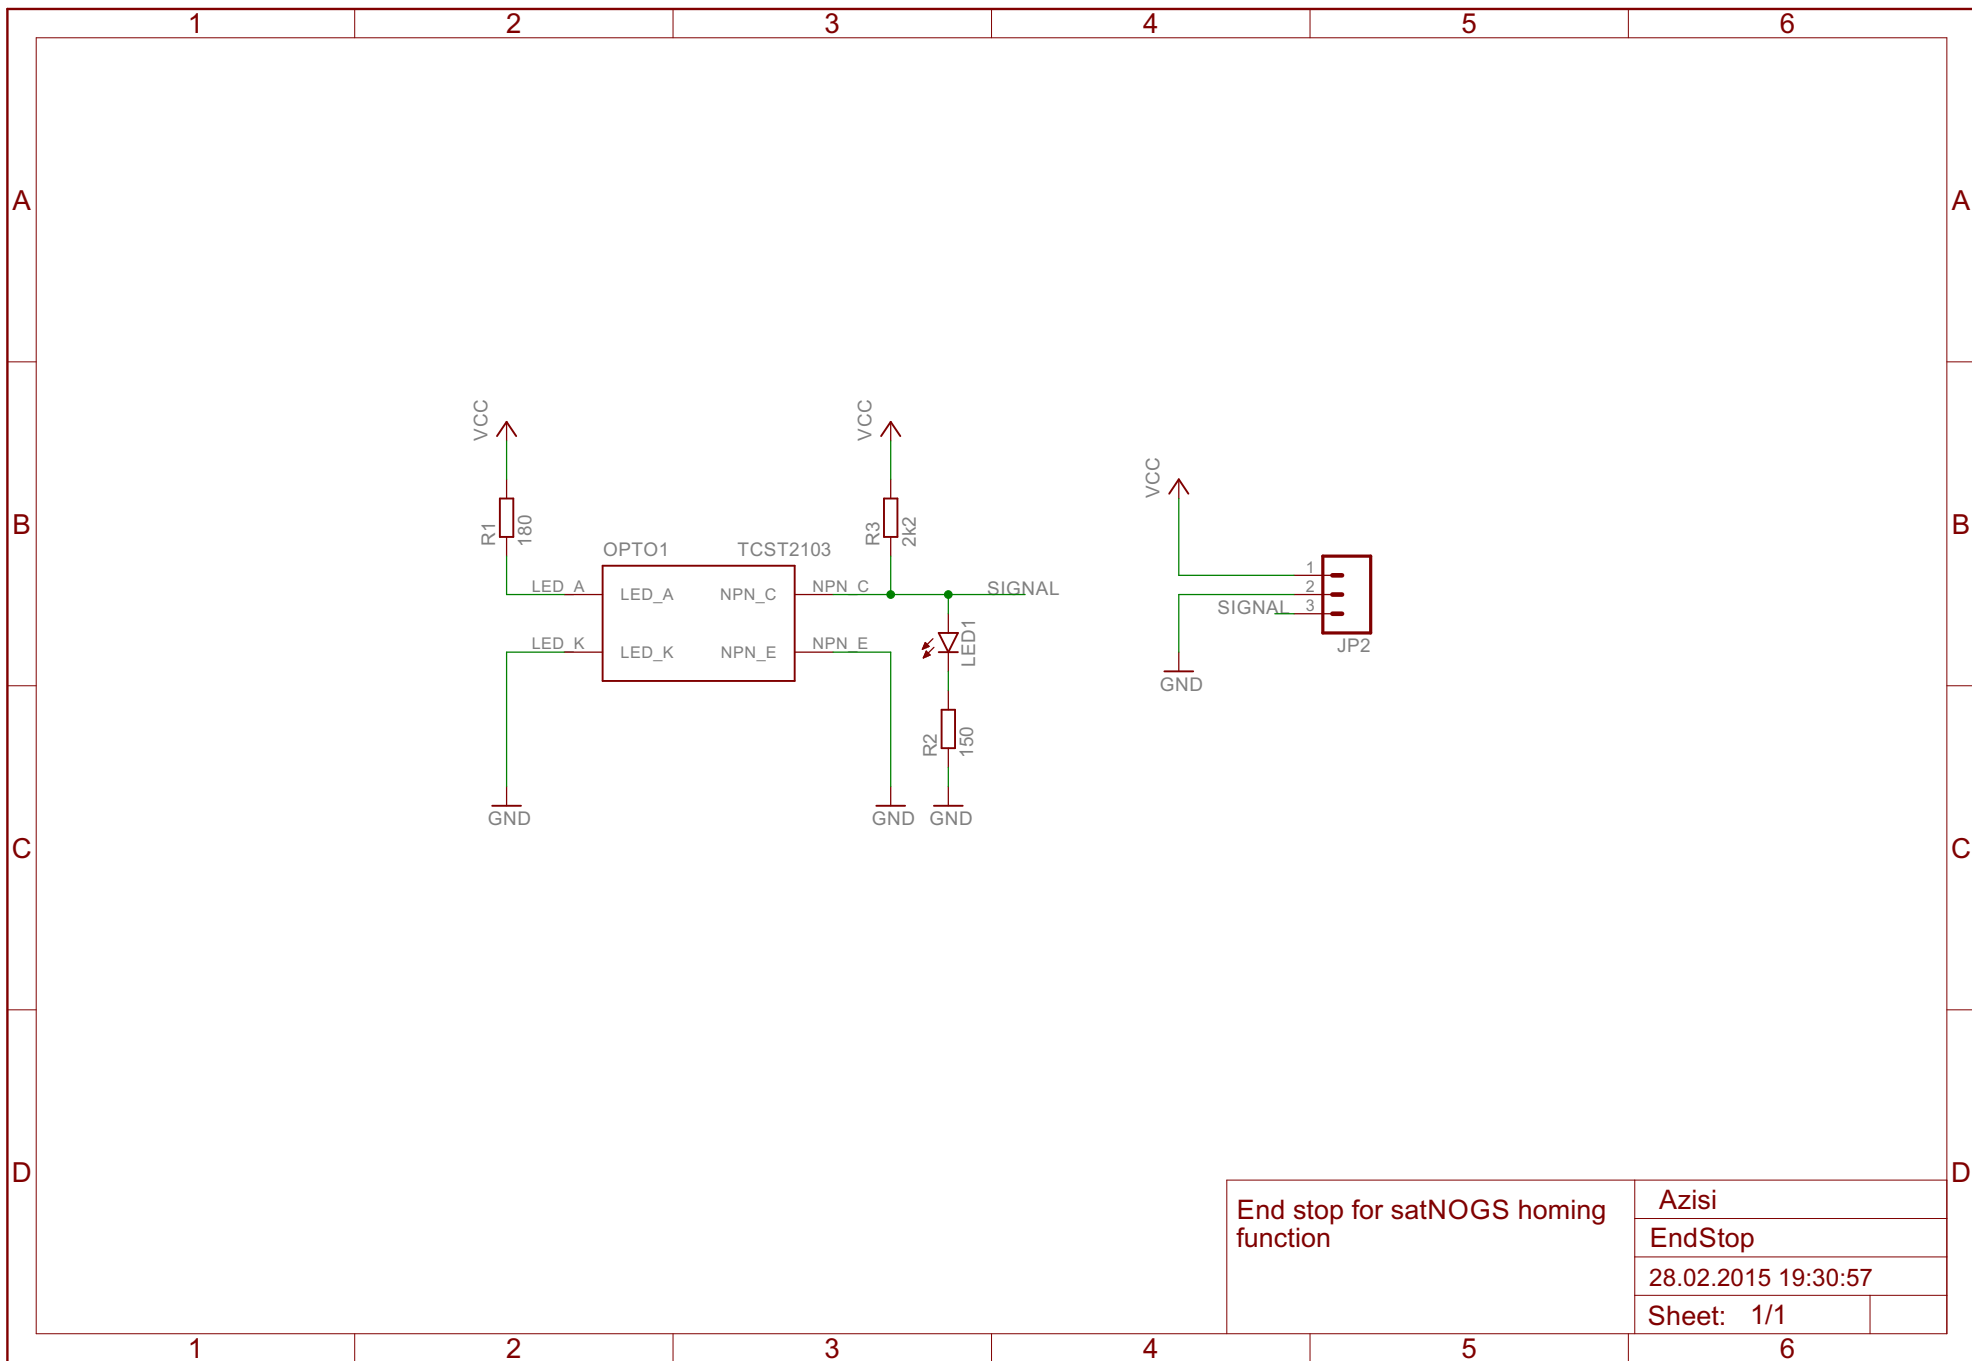 1 2 3 4 5 6
A A
VCC VCC
VCC
B B
R1 180 R3 2k2
OPTO1 TCST2103
1
LED_A LED_A NPN_C NPN_C SIGNAL
2
SIGNAL 3
LED_K LED_K NPN_E NPN_E LED1
JP2
GND
R2 150
GND GND GND
C C
D D
End stop for satNOGS homing
function
Azisi
EndStop
28.02.2015 19:30:57
Sheet: 1/1
1 2 3 4 5 6